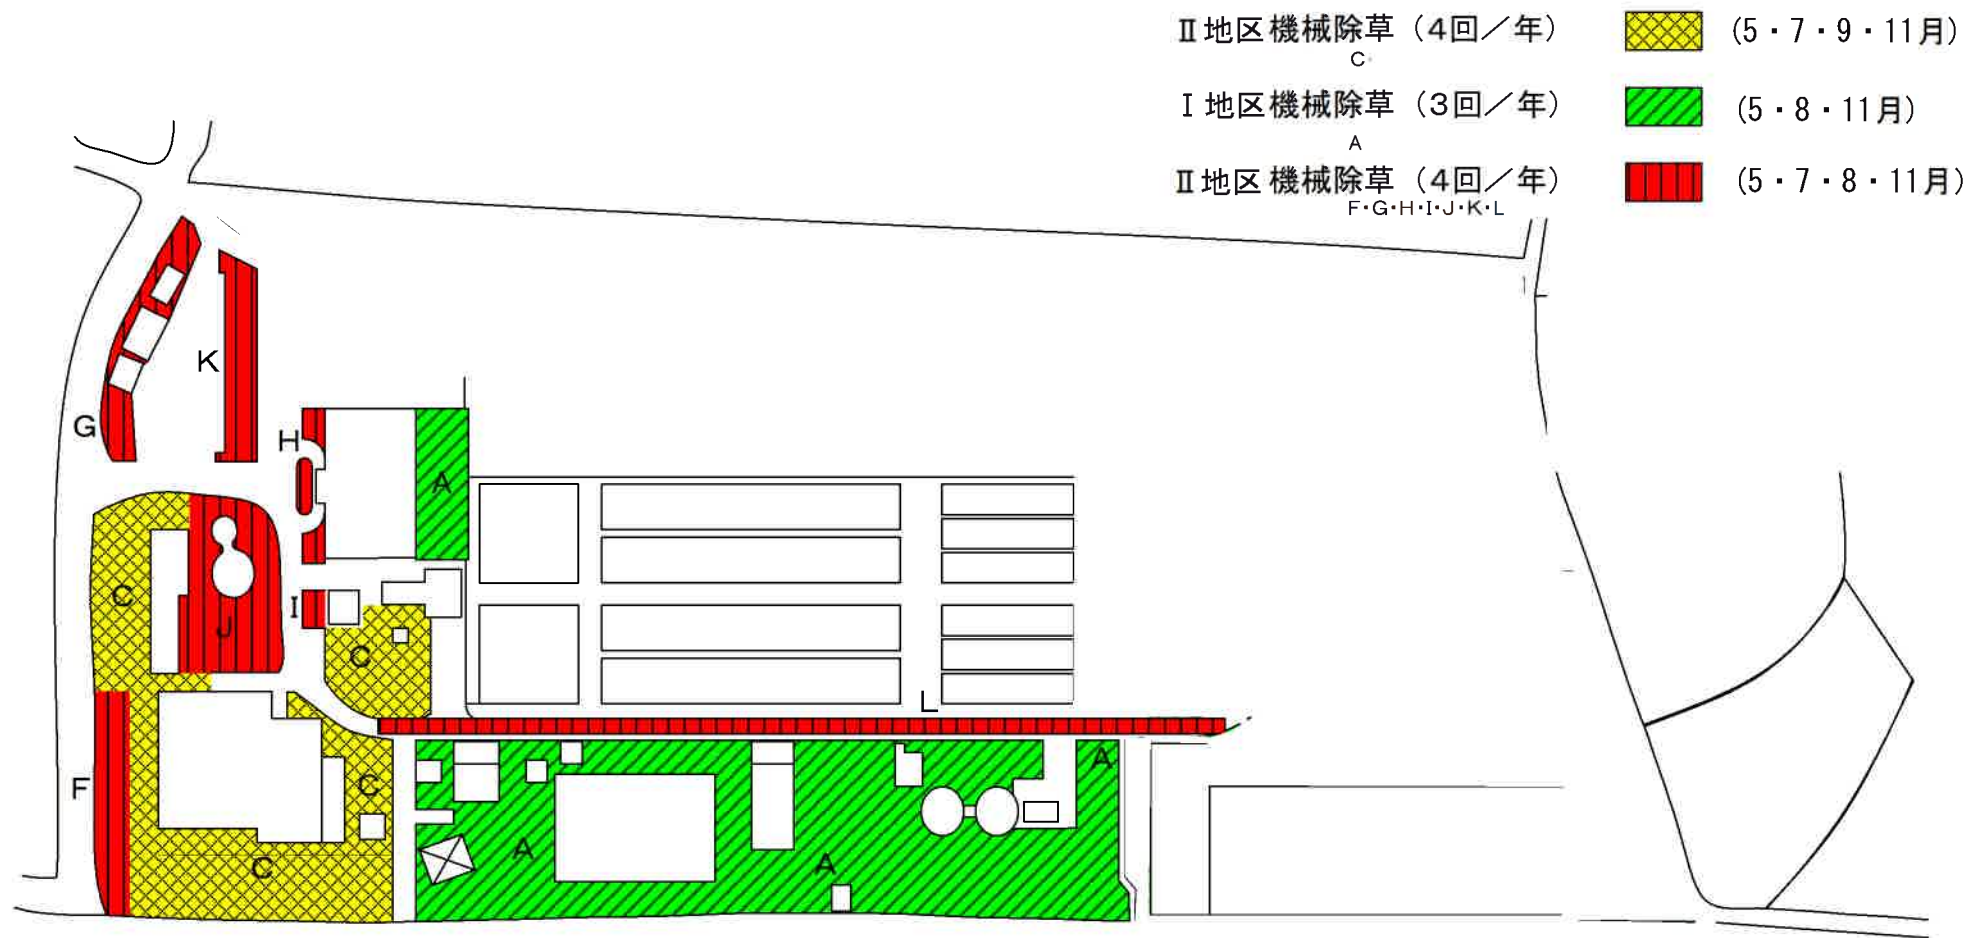 Ⅱ地区機械除草（４回／年） （5・7・9・11月）
C
Ⅰ地区機械除草（３回／年） （5・8・11月）
A
Ⅱ地区機械除草（４回／年） （5・7・8・11月）
F・G・H・I・J・K・L
K
G
H
A
C
I
J
C
L
A
F
C
A
A
C